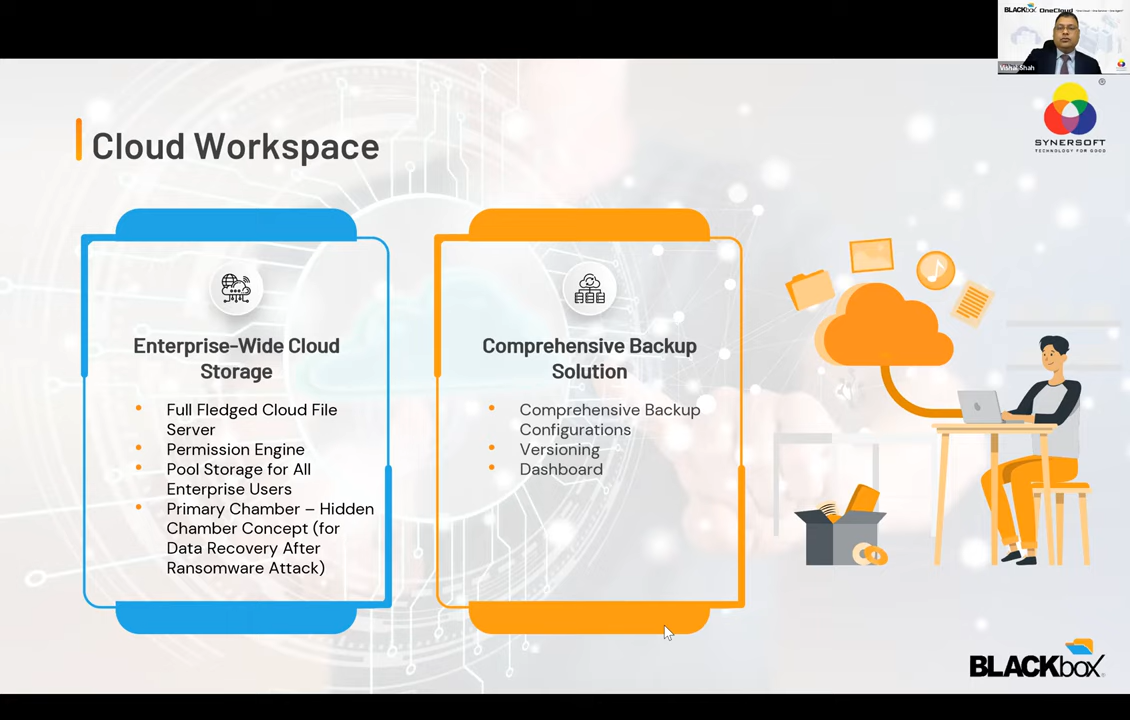 BLACKbox OneCloud
Vishal Shah
SYNERSOFT
TECHNOLOGY FOR GOOD
Cloud Workspace
Enterprise-Wide Cloud
Storage
• Full Fledged Cloud File
Server
• Permission Engine
• Pool Storage for All
Enterprise Users
• Primary Chamber – Hidden
Chamber Concept (for
Data Recovery After
Ransomware Attack)
Comprehensive Backup
Solution
• Comprehensive Backup
Configurations
• Versioning
• Dashboard
BLACKbox